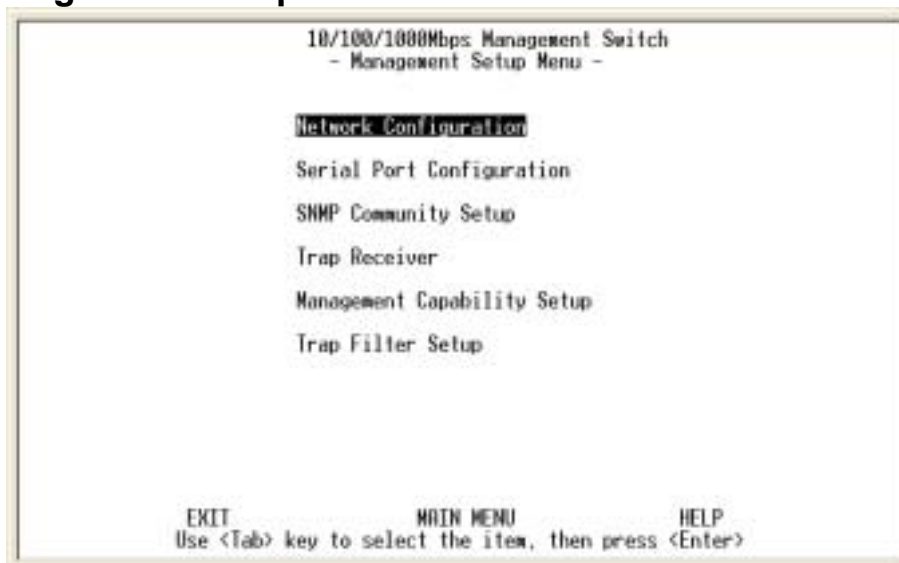 10/100/1000Mbps Management Switch
- Management Setup Menu -
Network Configuration
Serial Port Configuration
SNMP Community Setup
Trap Receiver
Management Capability Setup
Trap Filter Setup
EXIT MAIN MENU HELP
Use <Tab> key to select the item, then press <Enter>